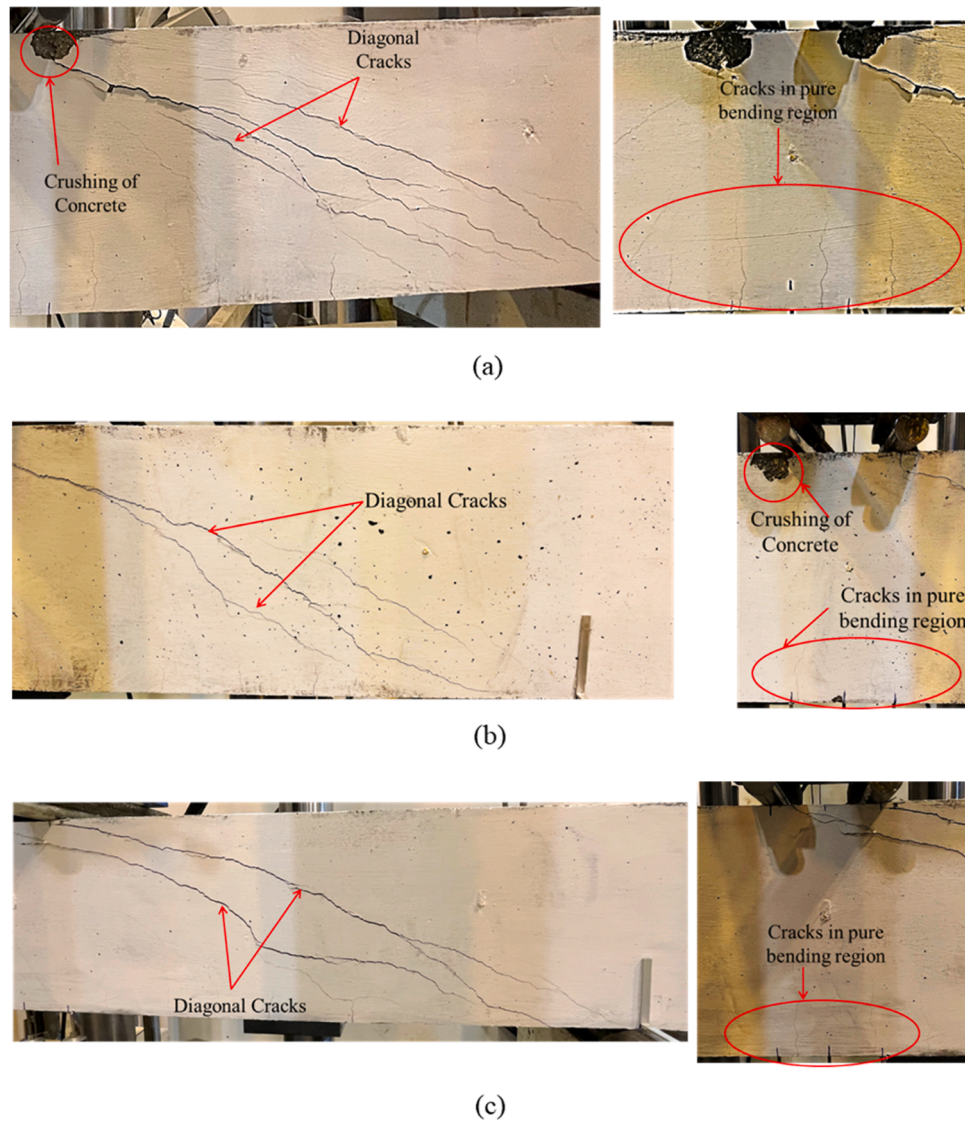 Diagonal
Cracks
Crushing of
Concrete
Cracks in pure
bending region
(a)
Diagonal Cracks
Crushing of
Concrete
Cracks in pure
bending region
(b)
Diagonal Cracks
Cracks in pure
bending region
(c)